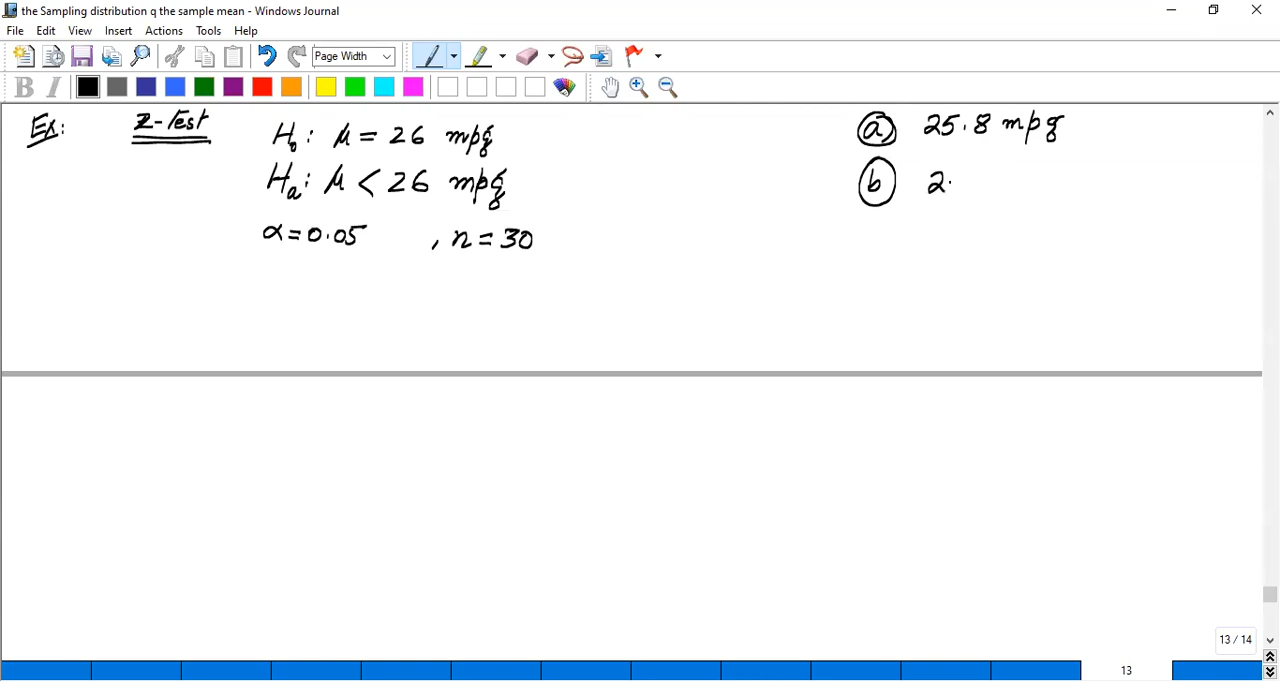 the Sampling distribution q the sample mean - Windows Journal
File Edit View Insert Actions Tools Help
Page Width
B I
Ex: Z-Test
H₀: μ = 26 mpg
Hₐ: μ < 26 mpg
α = 0.05 , n = 30
(a) 25.8 mpg
(b) 2.
13 / 14
13